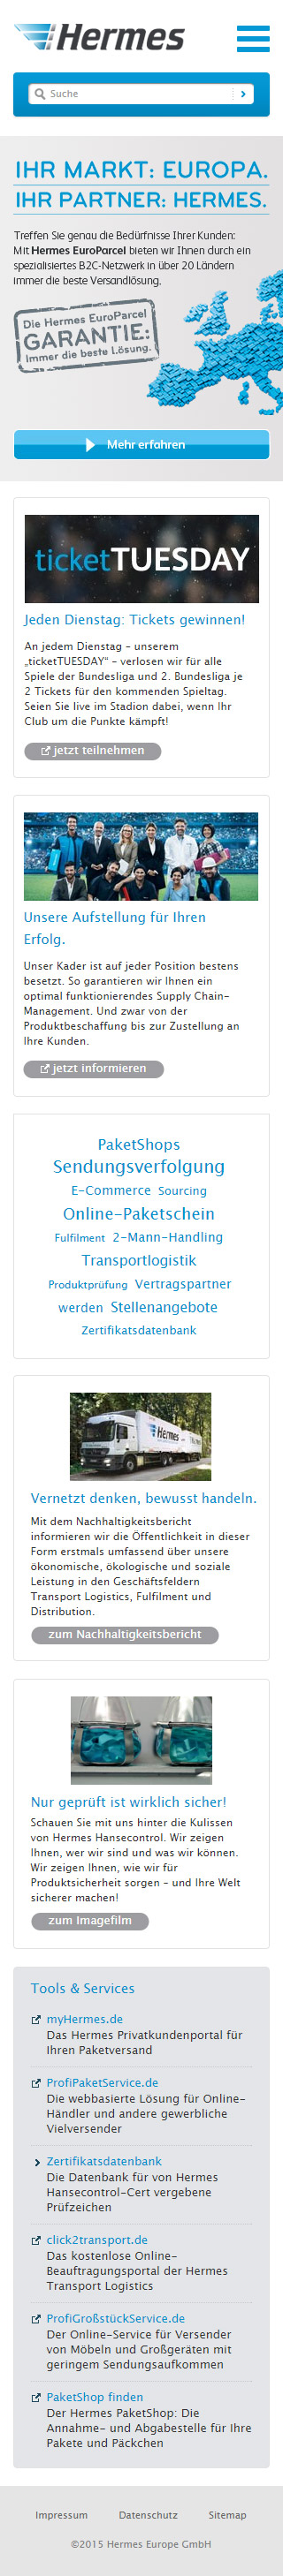 Hermes
Suche
IHR MARKT: EUROPA.
IHR PARTNER: HERMES.
Treffen Sie genau die Bedürfnisse Ihrer Kunden:
Mit Hermes EuroParcel bieten wir Ihnen durch ein
spezialisiertes B2C-Netzwerk in über 20 Ländern
immer die beste Versandlösung.
Die Hermes EuroParcel
GARANTIE:
Immer die beste Lösung.
Mehr erfahren
ticketTUESDAY
Jeden Dienstag: Tickets gewinnen!
An jedem Dienstag – unserem
„ticketTUESDAY“ – verlosen wir für alle
Spiele der Bundesliga und 2. Bundesliga je
2 Tickets für den kommenden Spieltag.
Seien Sie live im Stadion dabei, wenn Ihr
Club um die Punkte kämpft!
jetzt teilnehmen
Unsere Aufstellung für Ihren
Erfolg.
Unser Kader ist auf jeder Position bestens
besetzt. So garantieren wir Ihnen ein
optimal funktionierendes Supply Chain-
Management. Und zwar von der
Produktbeschaffung bis zur Zustellung an
Ihre Kunden.
jetzt informieren
PaketShops
Sendungsverfolgung
E-Commerce Sourcing
Online-Paketschein
Fulfilment 2-Mann-Handling
Transportlogistik
Produktprüfung Vertragspartner
werden Stellenangebote
Zertifikatsdatenbank
Hermes
Vernetzt denken, bewusst handeln.
Mit dem Nachhaltigkeitsbericht
informieren wir die Öffentlichkeit in dieser
Form erstmals umfassend über unsere
ökonomische, ökologische und soziale
Leistung in den Geschäftsfeldern
Transport Logistics, Fulfilment und
Distribution.
zum Nachhaltigkeitsbericht
Nur geprüft ist wirklich sicher!
Schauen Sie mit uns hinter die Kulissen
von Hermes Hansecontrol. Wir zeigen
Ihnen, wer wir sind und was wir können.
Wir zeigen Ihnen, wie wir für
Produktsicherheit sorgen – und Ihre Welt
sicherer machen!
zum Imagefilm
Tools & Services
myHermes.de
Das Hermes Privatkundenportal für
Ihren Paketversand
ProfiPaketService.de
Die webbasierte Lösung für Online-
Händler und andere gewerbliche
Vielversender
Zertifikatsdatenbank
Die Datenbank für von Hermes
Hansecontrol-Cert vergebene
Prüfzeichen
click2transport.de
Das kostenlose Online-
Beauftragungsportal der Hermes
Transport Logistics
ProfiGroßstückService.de
Der Online-Service für Versender
von Möbeln und Großgeräten mit
geringem Sendungsaufkommen
PaketShop finden
Der Hermes PaketShop: Die
Annahme- und Abgabestelle für Ihre
Pakete und Päckchen
Impressum Datenschutz Sitemap
©2015 Hermes Europe GmbH